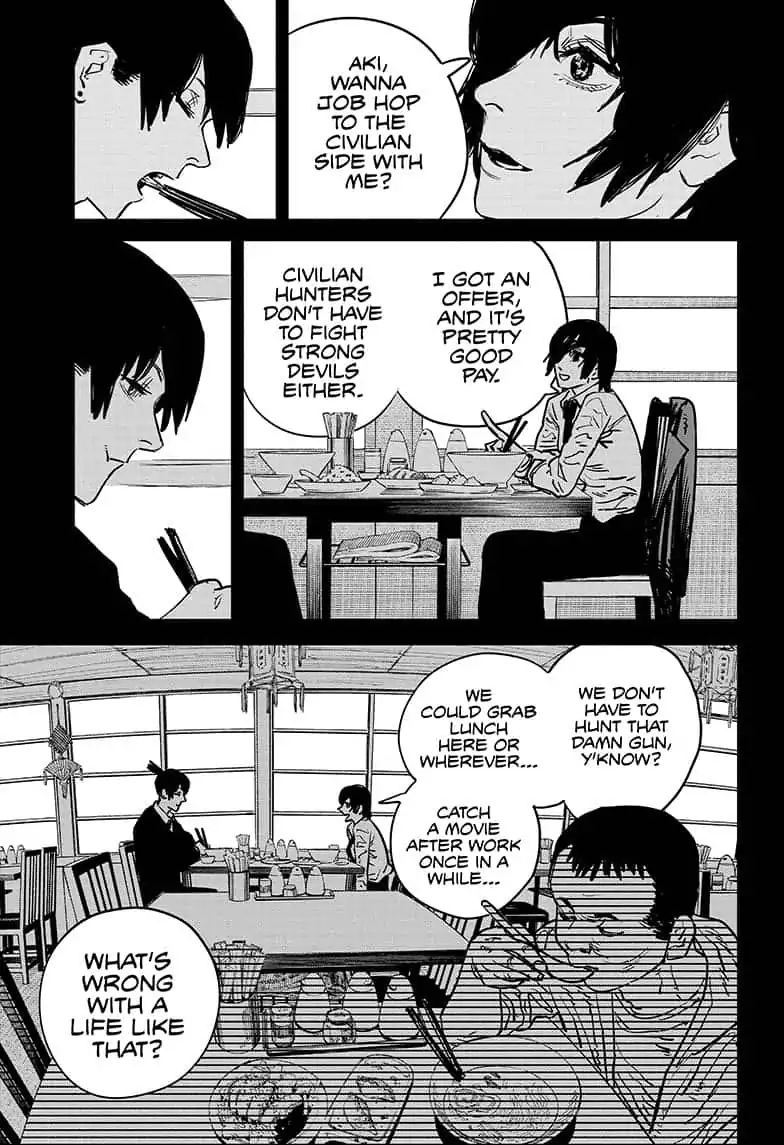 AKI,
WANNA
JOB HOP
TO THE
CIVILIAN
SIDE WITH
ME?
I GOT AN
OFFER,
AND IT'S
PRETTY
GOOD
PAY.
CIVILIAN
HUNTERS
DON'T HAVE
TO FIGHT
STRONG
DEVILS
EITHER.
WE DON'T
HAVE TO
HUNT THAT
DAMN GUN,
Y'KNOW?
WE
COULD GRAB
LUNCH
HERE OR
WHEREVER...
CATCH
A MOVIE
AFTER WORK
ONCE IN A
WHILE...
WHAT'S
WRONG
WITH A
LIFE LIKE
THAT?